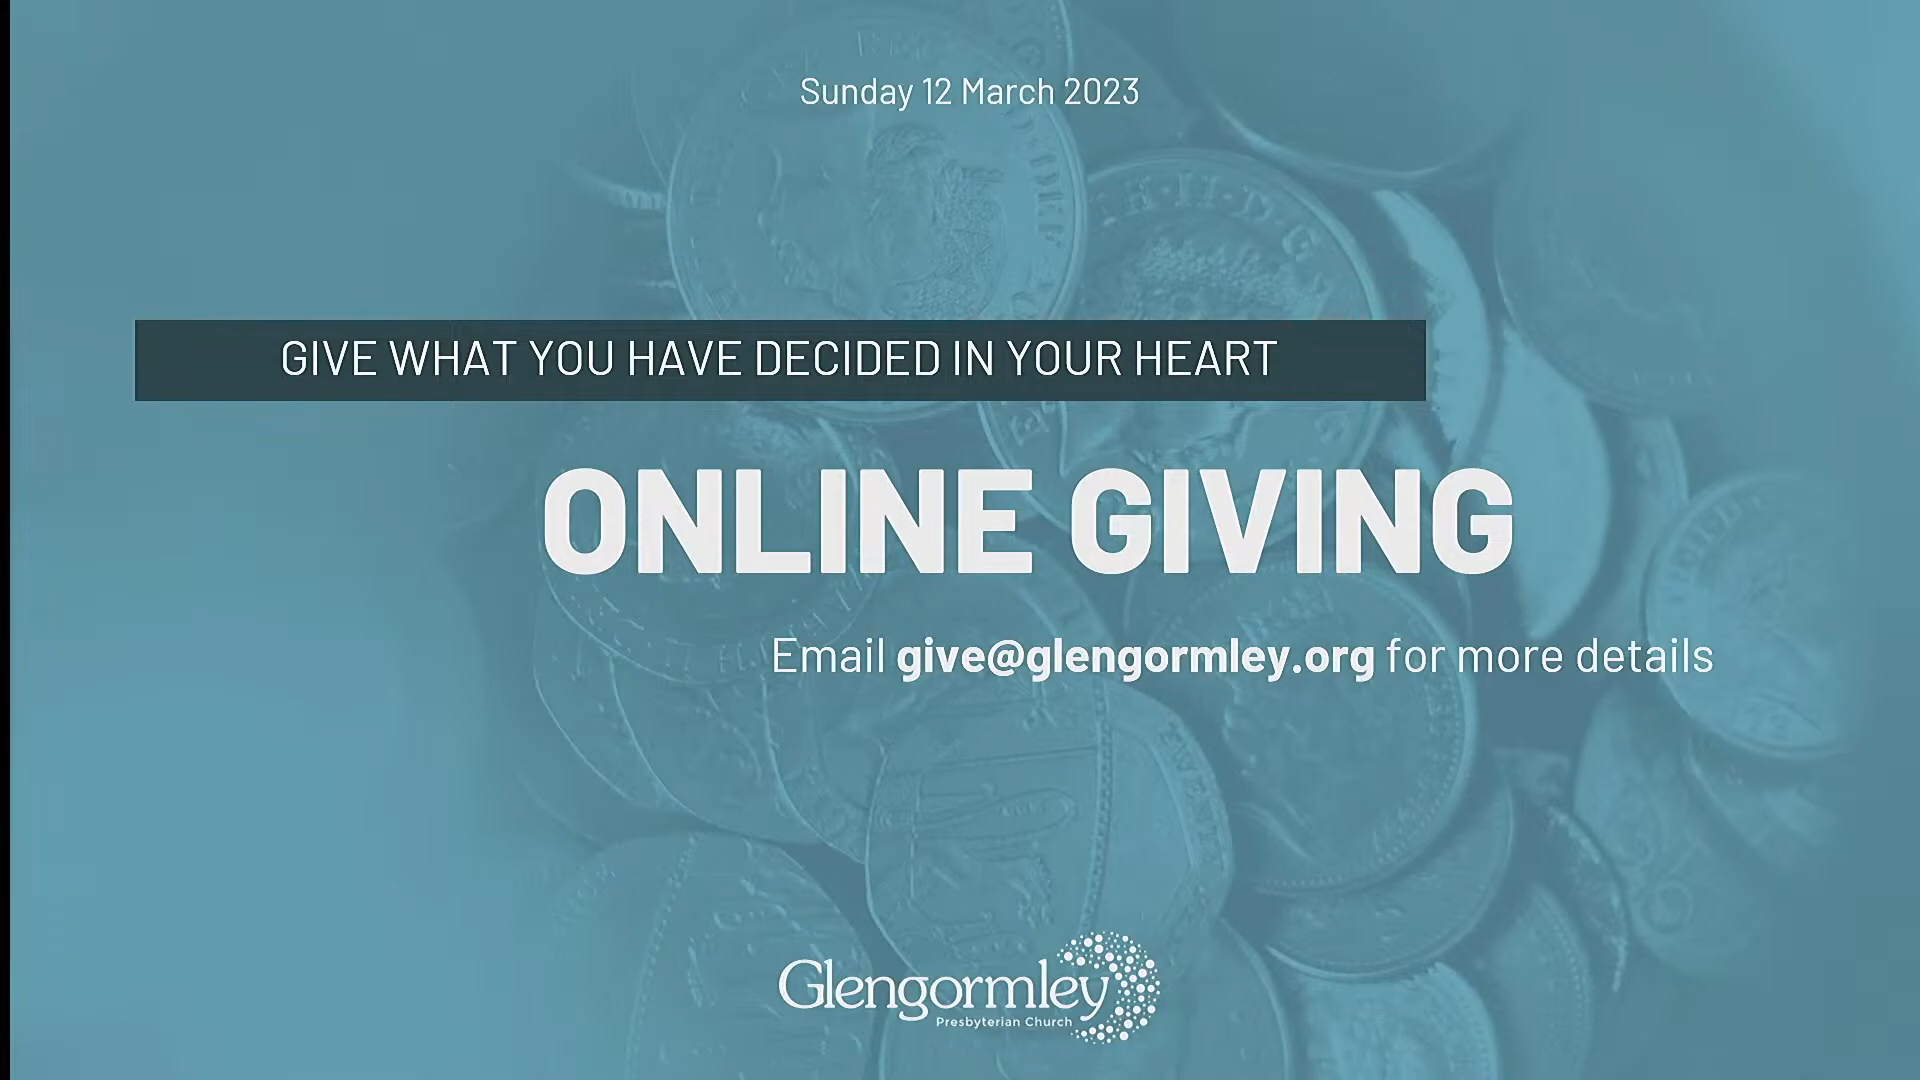 Sunday 12 March 2023
GIVE WHAT YOU HAVE DECIDED IN YOUR HEART
ONLINE GIVING
Email give@glengormley.org for more details
Glengormley
Presbyterian Church